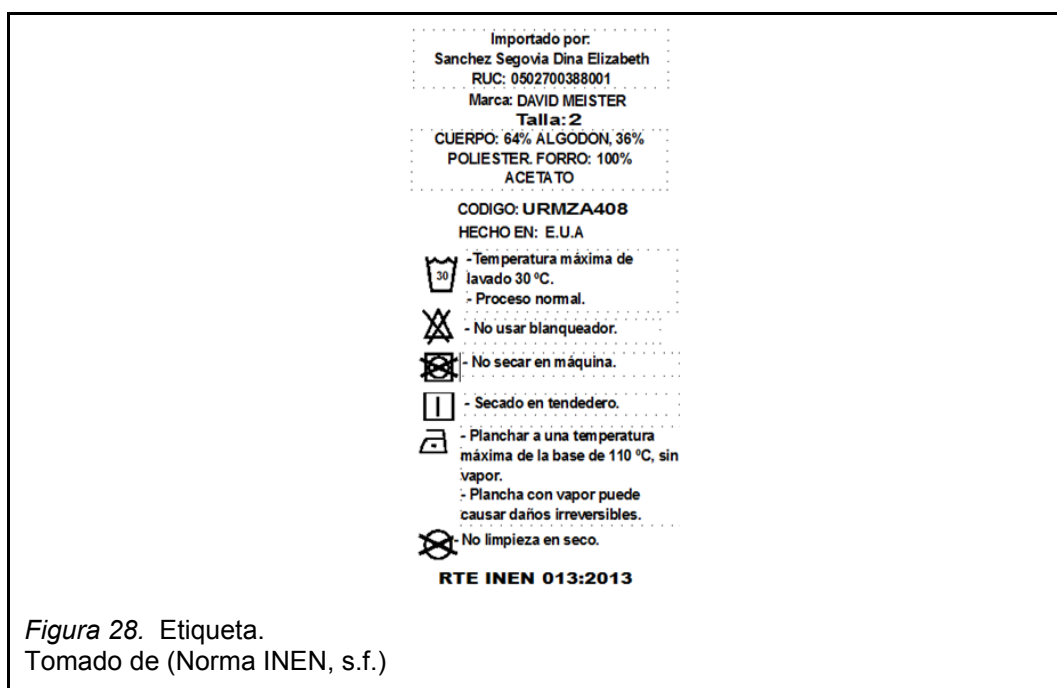 Importado por:
Sanchez Segovia Dina Elizabeth
RUC: 0502700388001
Marca: DAVID MEISTER
Talla: 2
CUERPO: 64% ALGODON, 36%
POLIESTER. FORRO: 100%
ACETATO
CODIGO: URMZA408
HECHO EN: E.U.A
30
-Temperatura máxima de
lavado 30 ºC.
- Proceso normal.
- No usar blanqueador.
- No secar en máquina.
- Secado en tendedero.
- Planchar a una temperatura
máxima de la base de 110 ºC, sin
vapor.
- Plancha con vapor puede
causar daños irreversibles.
- No limpieza en seco.
RTE INEN 013:2013
Figura 28. Etiqueta.
Tomado de (Norma INEN, s.f.)